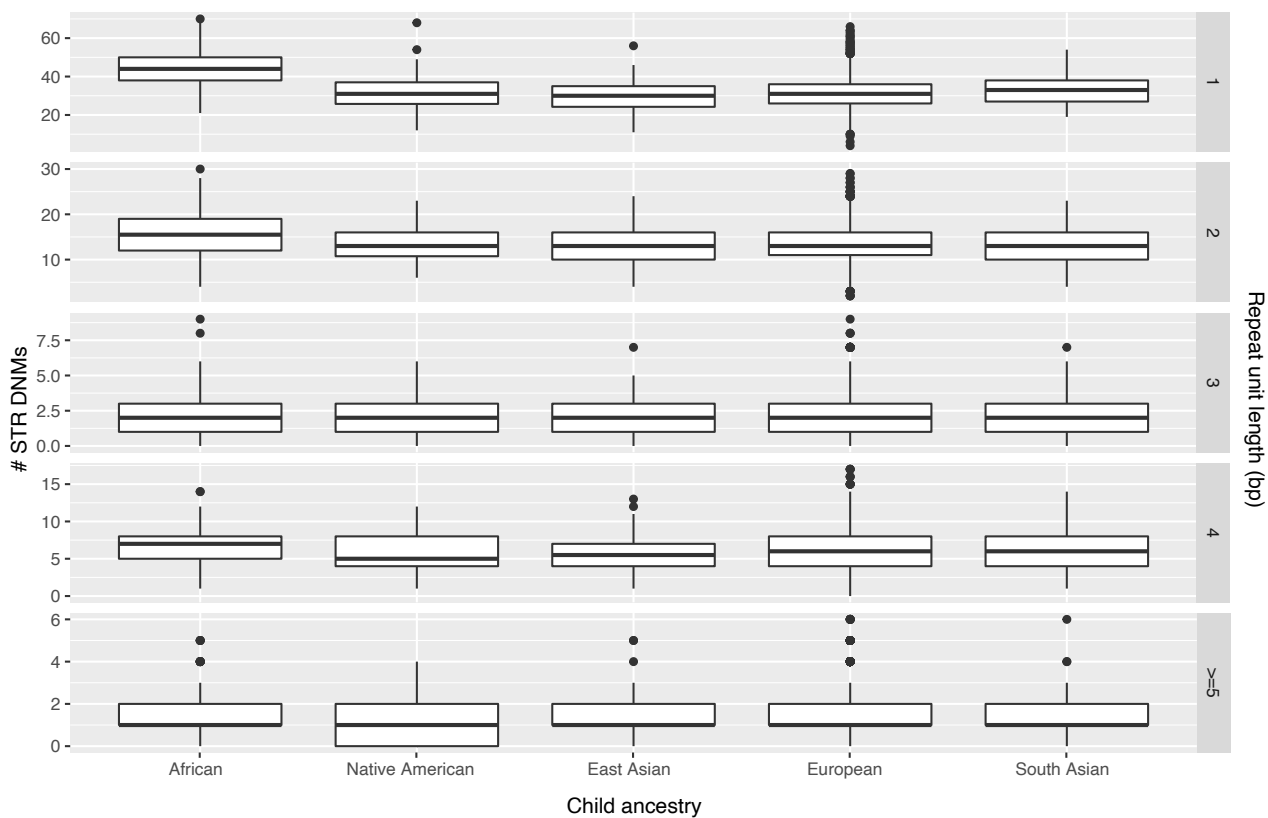 60
40
20
1
30
20
10
2
7.5
5.0
2.5
0.0
3
15
10
5
0
4
6
4
2
0
>=5
# STR DNMs
Repeat unit length (bp)
African
Native American
East Asian
European
South Asian
Child ancestry